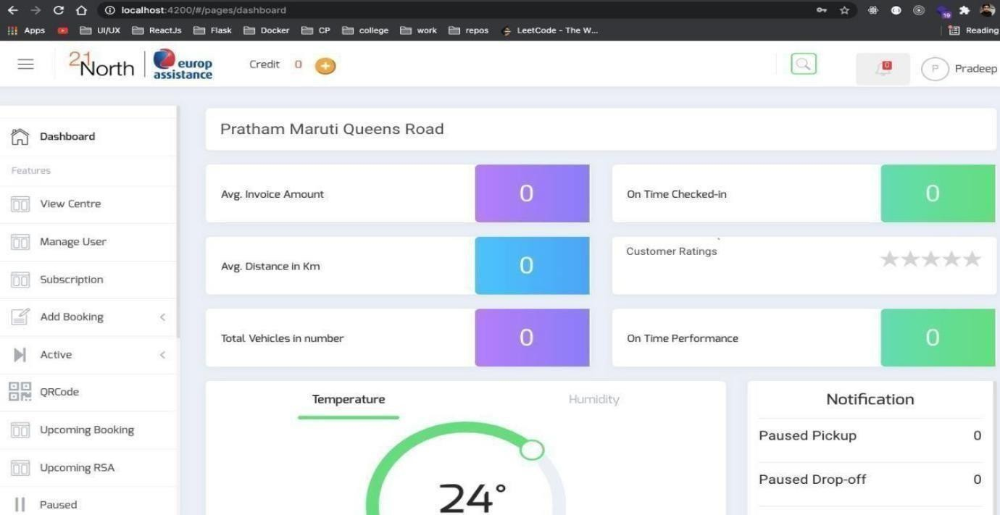 localhost:4200/#/pages/dashboard
19
Apps
UI/UX
ReactJs
Flask
Docker
CP
college
work
repos
LeetCode - The W...
Reading
21
North
europ
assistance
Credit 0
0
P
Pradeep
Dashboard
Features
View Centre
Manage User
Subscription
Add Booking
Active
QRCode
Upcoming Booking
Upcoming RSA
Paused
Pratham Maruti Queens Road
Avg. Invoice Amount 0
On Time Checked-in 0
Avg. Distance in Km 0
Customer Ratings
Total Vehicles in number 0
On Time Performance 0
Temperature
Humidity
24°
Notification
Paused Pickup 0
Paused Drop-off 0